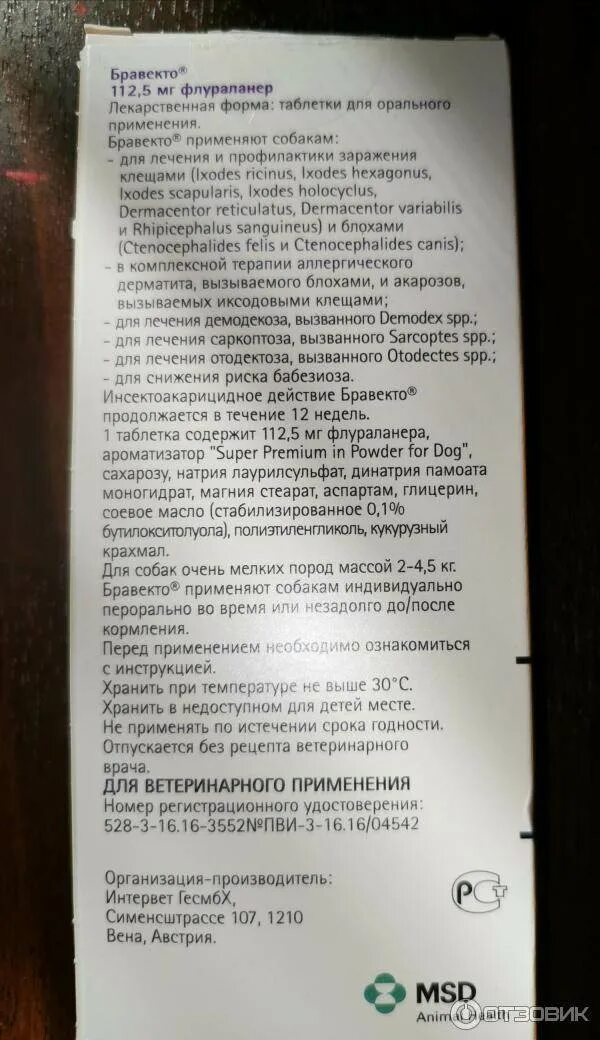 Бравекто®
112,5 мг флураланер
Лекарственная форма: таблетки для орального
применения.
Бравекто® применяют собакам:
- для лечения и профилактики заражения
клещами (Ixodes ricinus, Ixodes hexagonus,
Ixodes scapularis, Ixodes holocyclus,
Dermacentor reticulatus, Dermacentor variabilis
и Rhipicephalus sanguineus) и блохами
(Ctenocephalides felis и Ctenocephalides canis);
- в комплексной терапии аллергического
дерматита, вызываемого блохами, и акарозов,
вызываемых иксодовыми клещами;
- для лечения демодекоза, вызванного Demodex spp.;
- для лечения саркоптоза, вызванного Sarcoptes spp.;
- для лечения отодектоза, вызванного Otodectes spp.;
- для снижения риска бабезиоза.
Инсектоакарицидное действие Бравекто®
продолжается в течение 12 недель.
1 таблетка содержит 112,5 мг флураланера,
ароматизатор "Super Premium in Powder for Dog",
сахарозу, натрия лаурилсульфат, динатрия памоата
моногидрат, магния стеарат, аспартам, глицерин,
соевое масло (стабилизированное 0,1%
бутилокситолуола), полиэтиленгликоль, кукурузный
крахмал.
Для собак очень мелких пород массой 2-4,5 кг.
Бравекто® применяют собакам индивидуально
перорально во время или незадолго до/после
кормления.
Перед применением необходимо ознакомиться
с инструкцией.
Хранить при температуре не выше 30°С.
Хранить в недоступном для детей месте.
Не применять по истечении срока годности.
Отпускается без рецепта ветеринарного
врача.
ДЛЯ ВЕТЕРИНАРНОГО ПРИМЕНЕНИЯ
Номер регистрационного удостоверения:
528-3-16.16-3552№ПВИ-3-16.16/04542
Организация-производитель:
Интервет ГесмбХ,
Сименсштрассе 107, 1210
Вена, Австрия.
РСТ
MSD
Animal Health
ОТЗОВИК